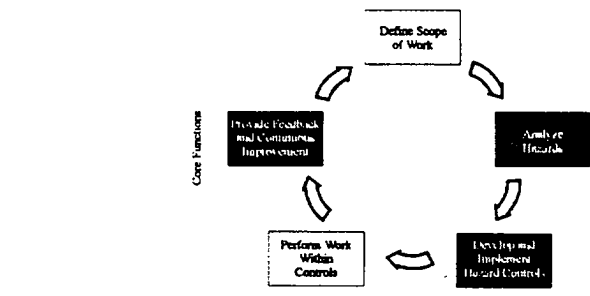 Define Scope
of Work
Analyze
Hazards
Develop and
Implement
Hazard Controls
Perform Work
Within
Controls
Provide Feedback
and Continuous
Improvement
Core Functions